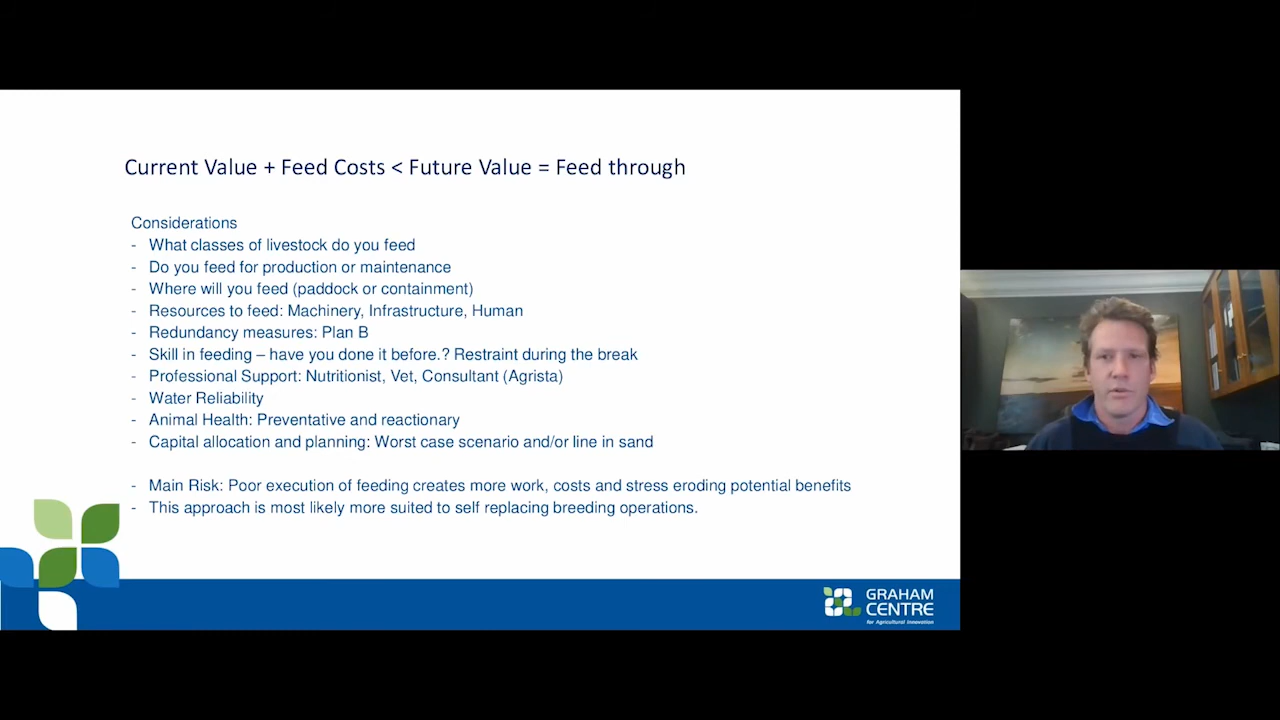 Current Value + Feed Costs < Future Value = Feed through
Considerations
- What classes of livestock do you feed
- Do you feed for production or maintenance
- Where will you feed (paddock or containment)
- Resources to feed: Machinery, Infrastructure, Human
- Redundancy measures: Plan B
- Skill in feeding – have you done it before.? Restraint during the break
- Professional Support: Nutritionist, Vet, Consultant (Agrista)
- Water Reliability
- Animal Health: Preventative and reactionary
- Capital allocation and planning: Worst case scenario and/or line in sand
- Main Risk: Poor execution of feeding creates more work, costs and stress eroding potential benefits
- This approach is most likely more suited to self replacing breeding operations.
GRAHAM
CENTRE
for Agricultural Innovation